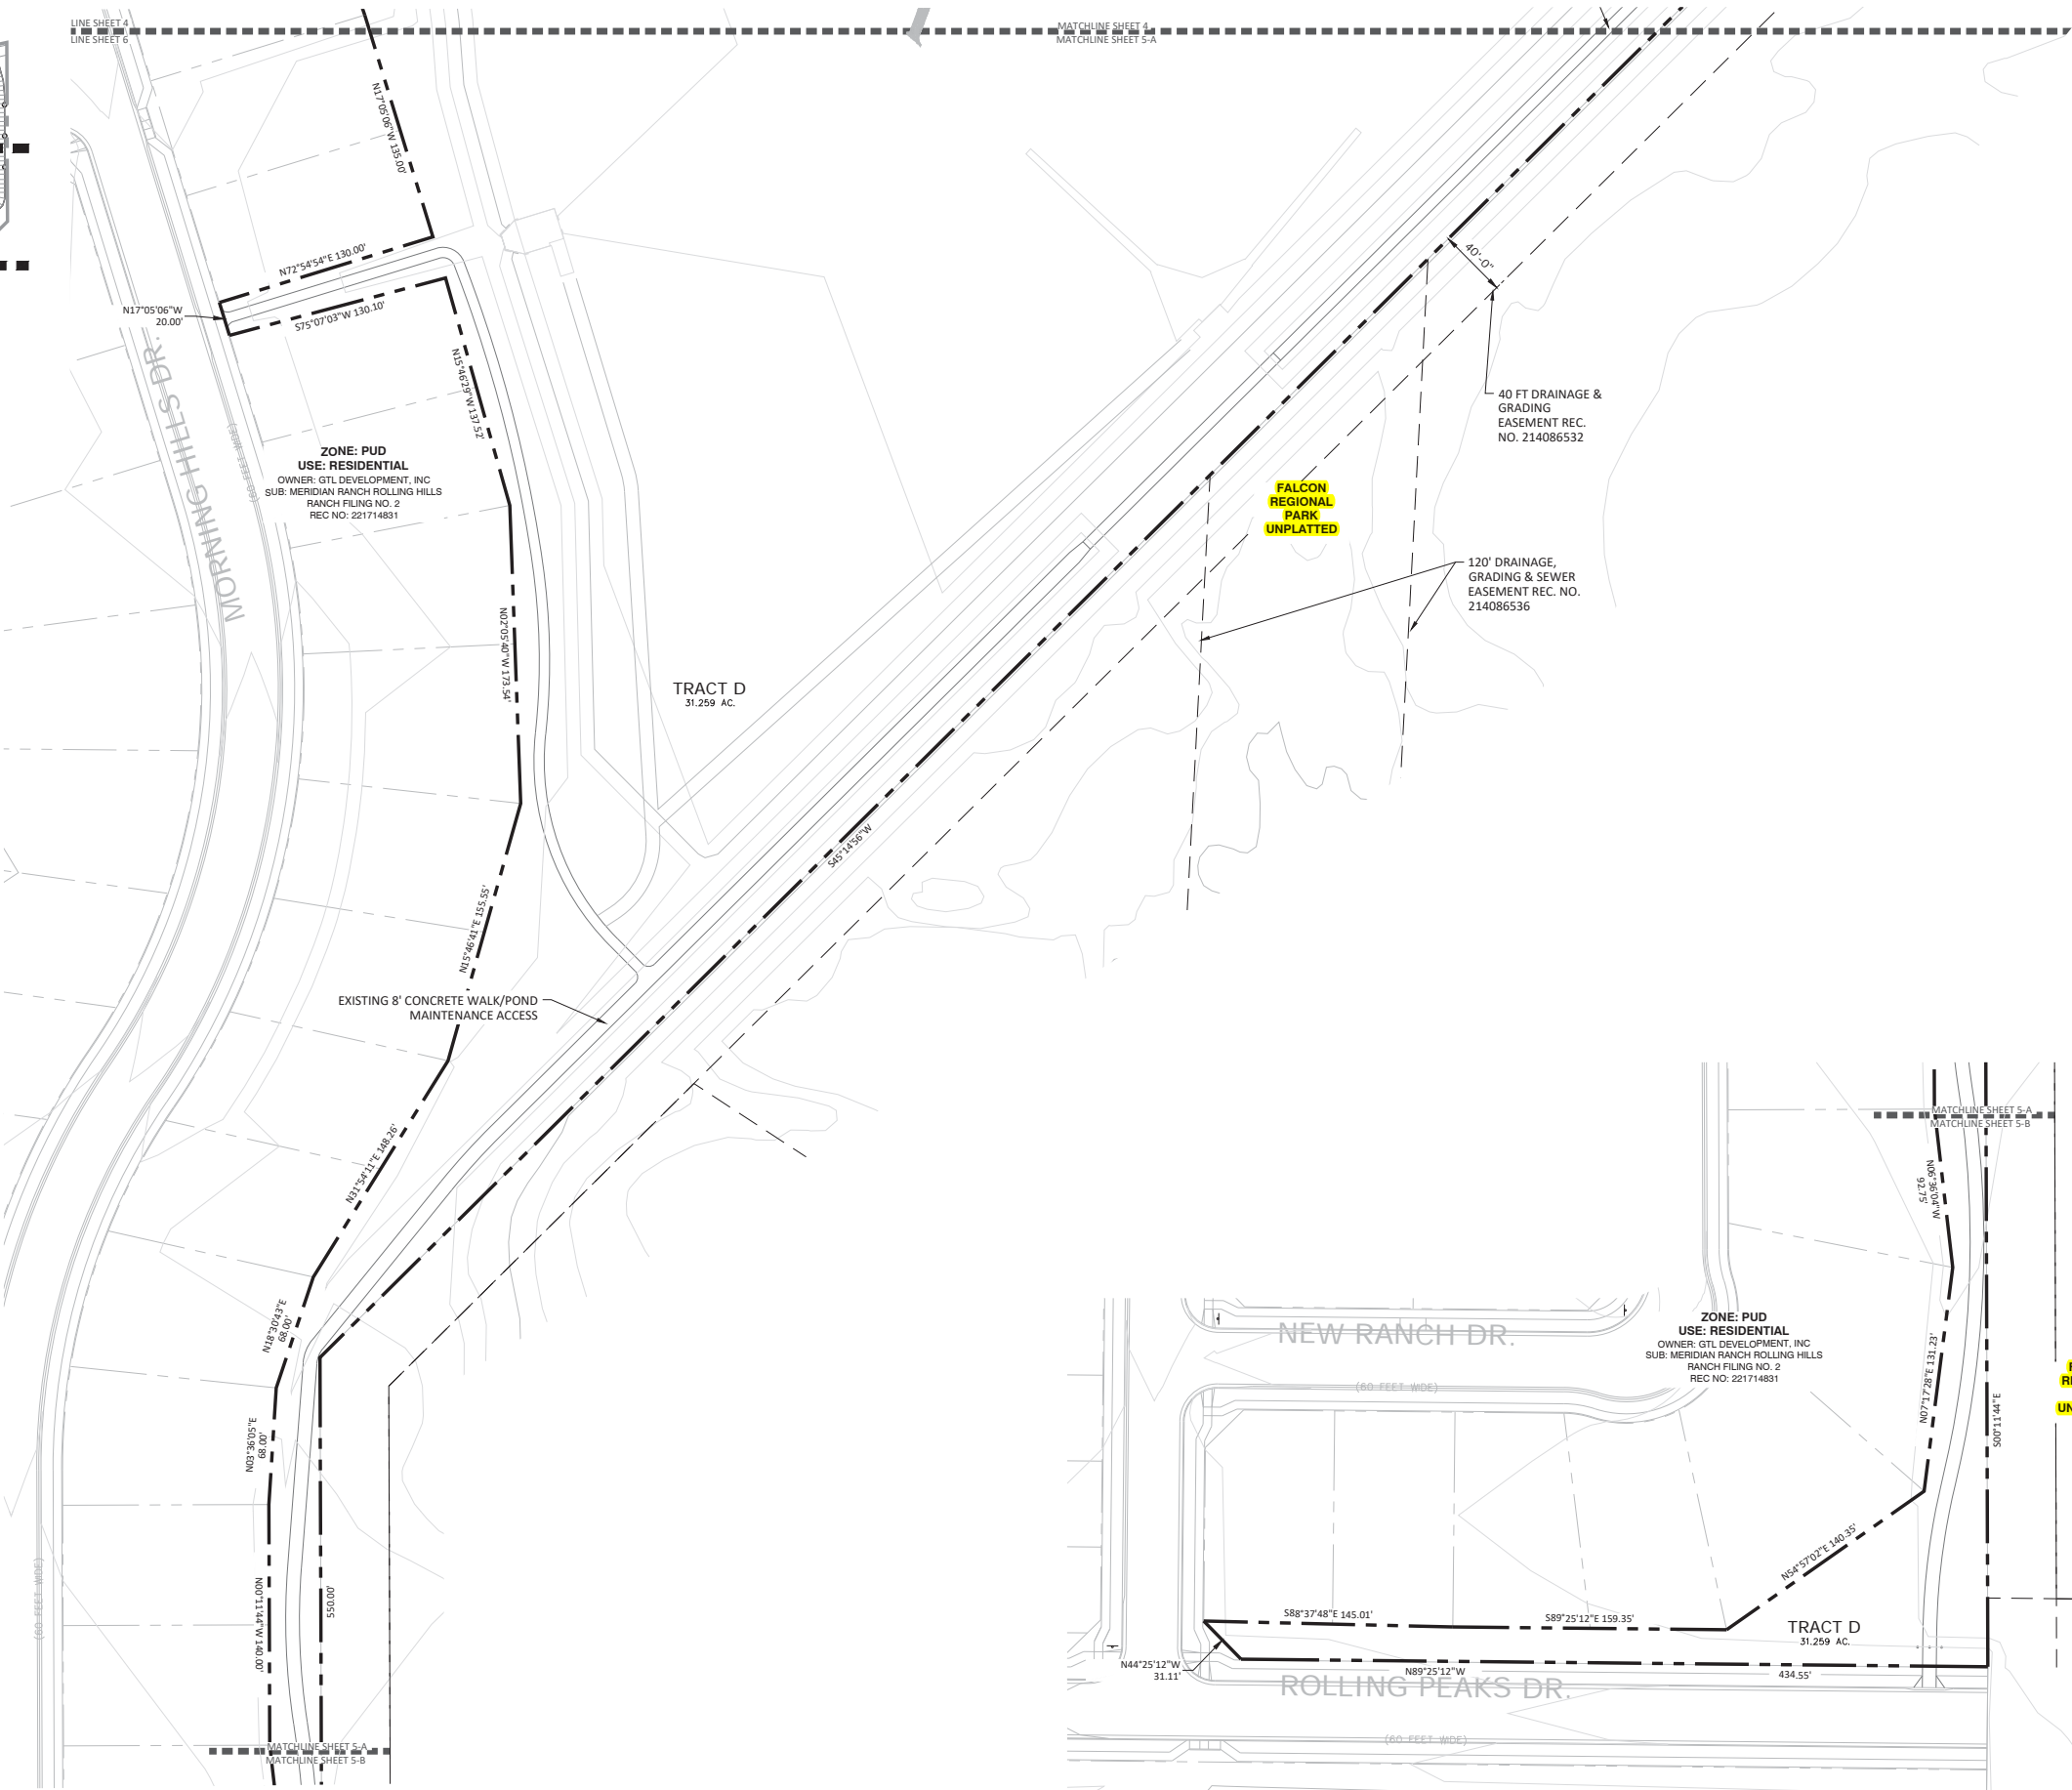 LINE SHEET 4
LINE SHEET 6
MATCHLINE SHEET 4
MATCHLINE SHEET 5-A
N17°05'06"W 135.00'
N72°54'54"E 130.00'
N17°05'06"W
20.00'
S75°07'03"W 130.10'
N15°46'29"W 137.52'
MORNING HILLS DR.
(60 FEET WIDE)
ZONE: PUD
USE: RESIDENTIAL
OWNER: GTL DEVELOPMENT, INC
SUB: MERIDIAN RANCH ROLLING HILLS
RANCH FILING NO. 2
REC NO: 221714831
40'-0"
40 FT DRAINAGE &
GRADING
EASEMENT REC.
NO. 214086532
FALCON
REGIONAL
PARK
UNPLATTED
120' DRAINAGE,
GRADING & SEWER
EASEMENT REC. NO.
214086536
N02°05'40"W 173.54'
TRACT D
31.259 AC.
S45°14'56"W
N15°46'41"E 155.55'
EXISTING 8' CONCRETE WALK/POND
MAINTENANCE ACCESS
N31°54'11"E 148.26'
N18°30'43"E
68.00'
N03°36'05"E
68.00'
N00°11'44"W 140.00'
550.00'
(60 FEET WIDE)
MATCHLINE SHEET 5-A
MATCHLINE SHEET 5-B
MATCHLINE SHEET 5-A
MATCHLINE SHEET 5-B
N06°36'04"W
92.75'
NEW RANCH DR.
(60 FEET WIDE)
ZONE: PUD
USE: RESIDENTIAL
OWNER: GTL DEVELOPMENT, INC
SUB: MERIDIAN RANCH ROLLING HILLS
RANCH FILING NO. 2
REC NO: 221714831
N07°17'28"E 131.23'
S00°11'44"E
UN
N54°57'02"E 140.35'
S88°37'48"E 145.01'
S89°25'12"E 159.35'
TRACT D
31.259 AC.
N44°25'12"W
31.11'
N89°25'12"W
434.55'
ROLLING PEAKS DR.
(60 FEET WIDE)